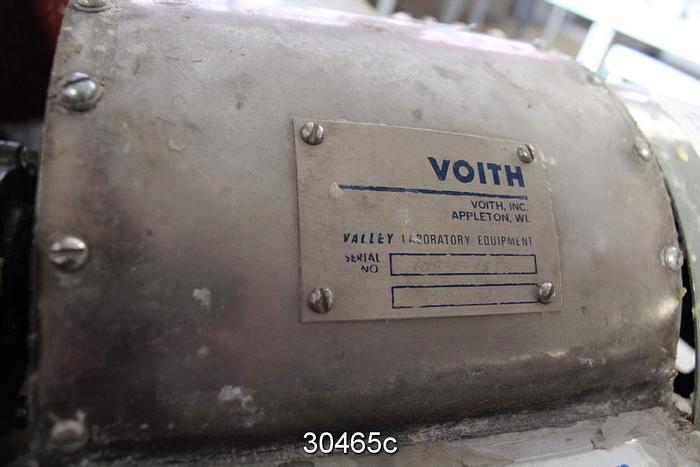 VOITH
VOITH, INC.
APPLETON, WI.
VALLEY LABORATORY EQUIPMENT
SERIAL
NO
30465c